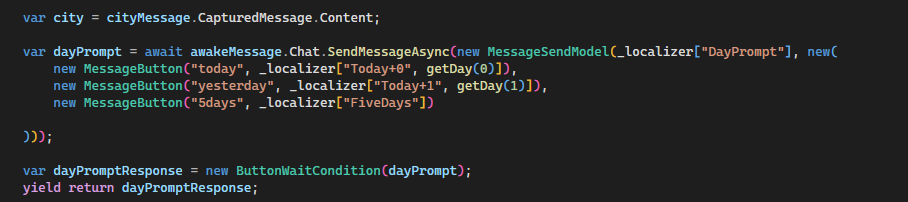 var city = cityMessage.CapturedMessage.Content;
var dayPrompt = await awakeMessage.Chat.SendMessageAsync(new MessageSendModel(_localizer["DayPrompt"], new(
new MessageButton("today", _localizer["Today+0", getDay(0)]),
new MessageButton("yesterday", _localizer["Today+1", getDay(1)]),
new MessageButton("5days", _localizer["FiveDays"])
)));
var dayPromptResponse = new ButtonWaitCondition(dayPrompt);
yield return dayPromptResponse;